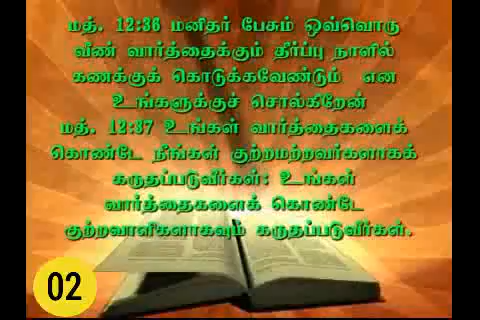 மத். 12:36 மனிதர் பேசும் ஒவ்வொரு
வீண் வார்த்தைக்கும் தீர்ப்பு நாளில்
கணக்குக் கொடுக்கவேண்டும் என
உங்களுக்குச் சொல்கிறேன்
மத். 12:37 உங்கள் வார்த்தைகளைக்
கொண்டே நீங்கள் குற்றமற்றவர்களாகக்
கருதப்படுவீர்கள்: உங்கள்
வார்த்தைகளைக் கொண்டே
குற்றவாளிகளாகவும் கருதப்படுவீர்கள்.
02